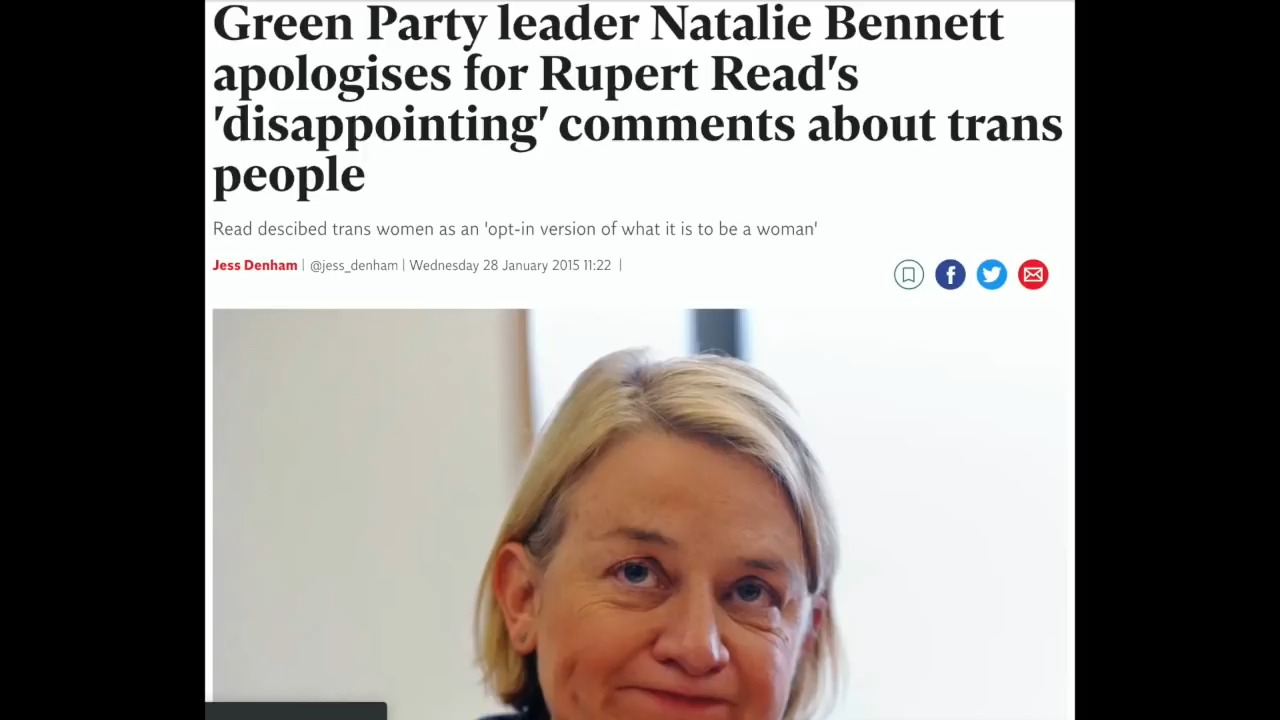 Green Party leader Natalie Bennett
apologises for Rupert Read's
'disappointing' comments about trans
people
Read descibed trans women as an 'opt-in version of what it is to be a woman'
Jess Denham | @jess_denham | Wednesday 28 January 2015 11:22 |